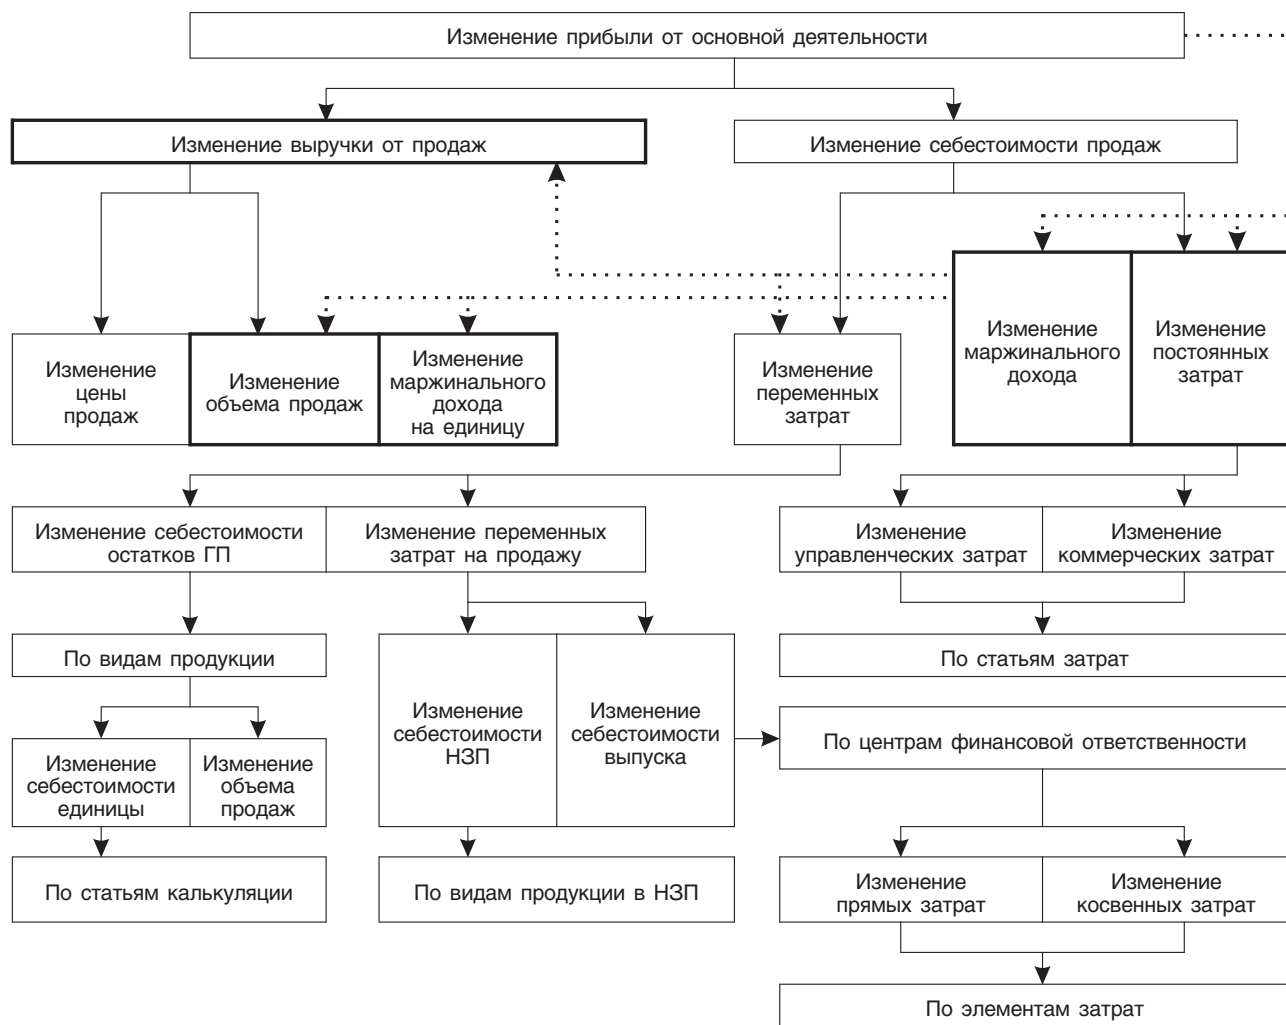 Изменение прибыли от основной деятельности
Изменение выручки от продаж
Изменение себестоимости продаж
Изменение
цены
продаж
Изменение
объема продаж
Изменение
маржинального
дохода
на единицу
Изменение
переменных
затрат
Изменение
маржинального
дохода
Изменение
постоянных
затрат
Изменение себестоимости
остатков ГП
Изменение переменных
затрат на продажу
Изменение
управленческих затрат
Изменение
коммерческих затрат
По видам продукции
Изменение
себестоимости
НЗП
Изменение
себестоимости
выпуска
По статьям затрат
По центрам финансовой ответственности
Изменение
себестоимости
единицы
Изменение
объема
продаж
По статьям калькуляции
По видам продукции в НЗП
Изменение
прямых затрат
Изменение
косвенных затрат
По элементам затрат